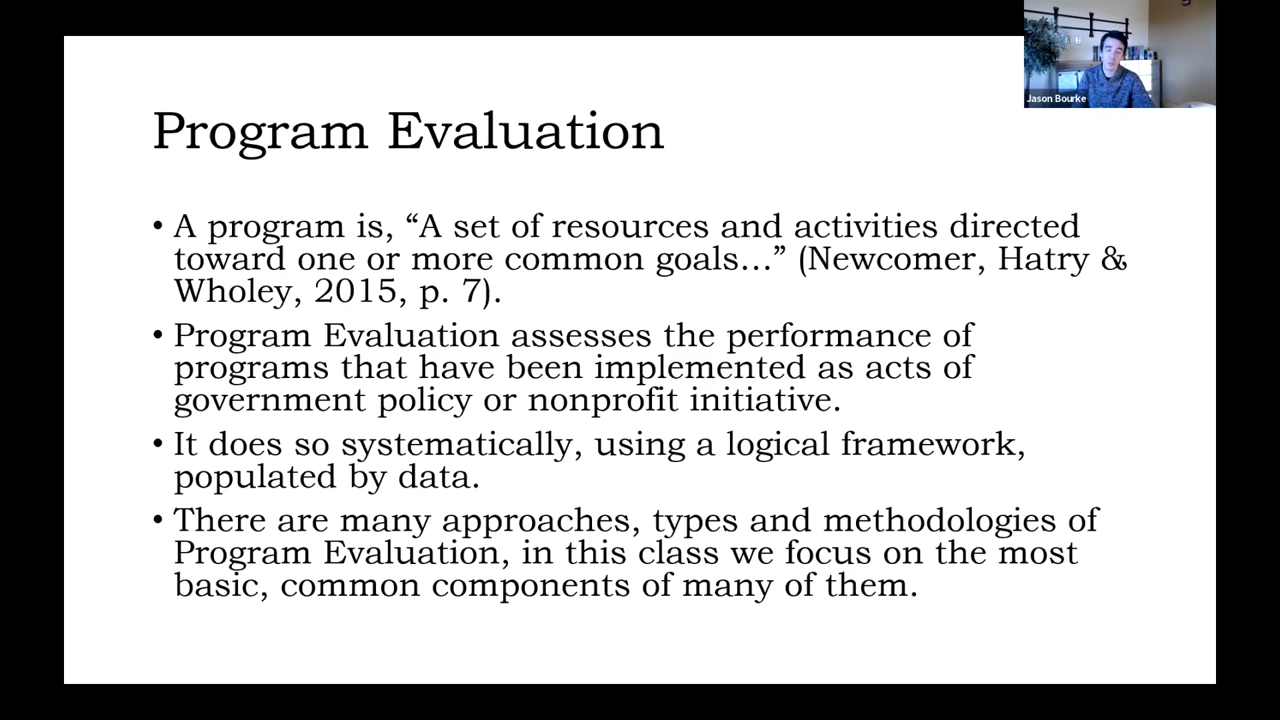 Jason Bourke
Program Evaluation
• A program is, “A set of resources and activities directed
toward one or more common goals…” (Newcomer, Hatry &
Wholey, 2015, p. 7).
• Program Evaluation assesses the performance of
programs that have been implemented as acts of
government policy or nonprofit initiative.
• It does so systematically, using a logical framework,
populated by data.
• There are many approaches, types and methodologies of
Program Evaluation, in this class we focus on the most
basic, common components of many of them.